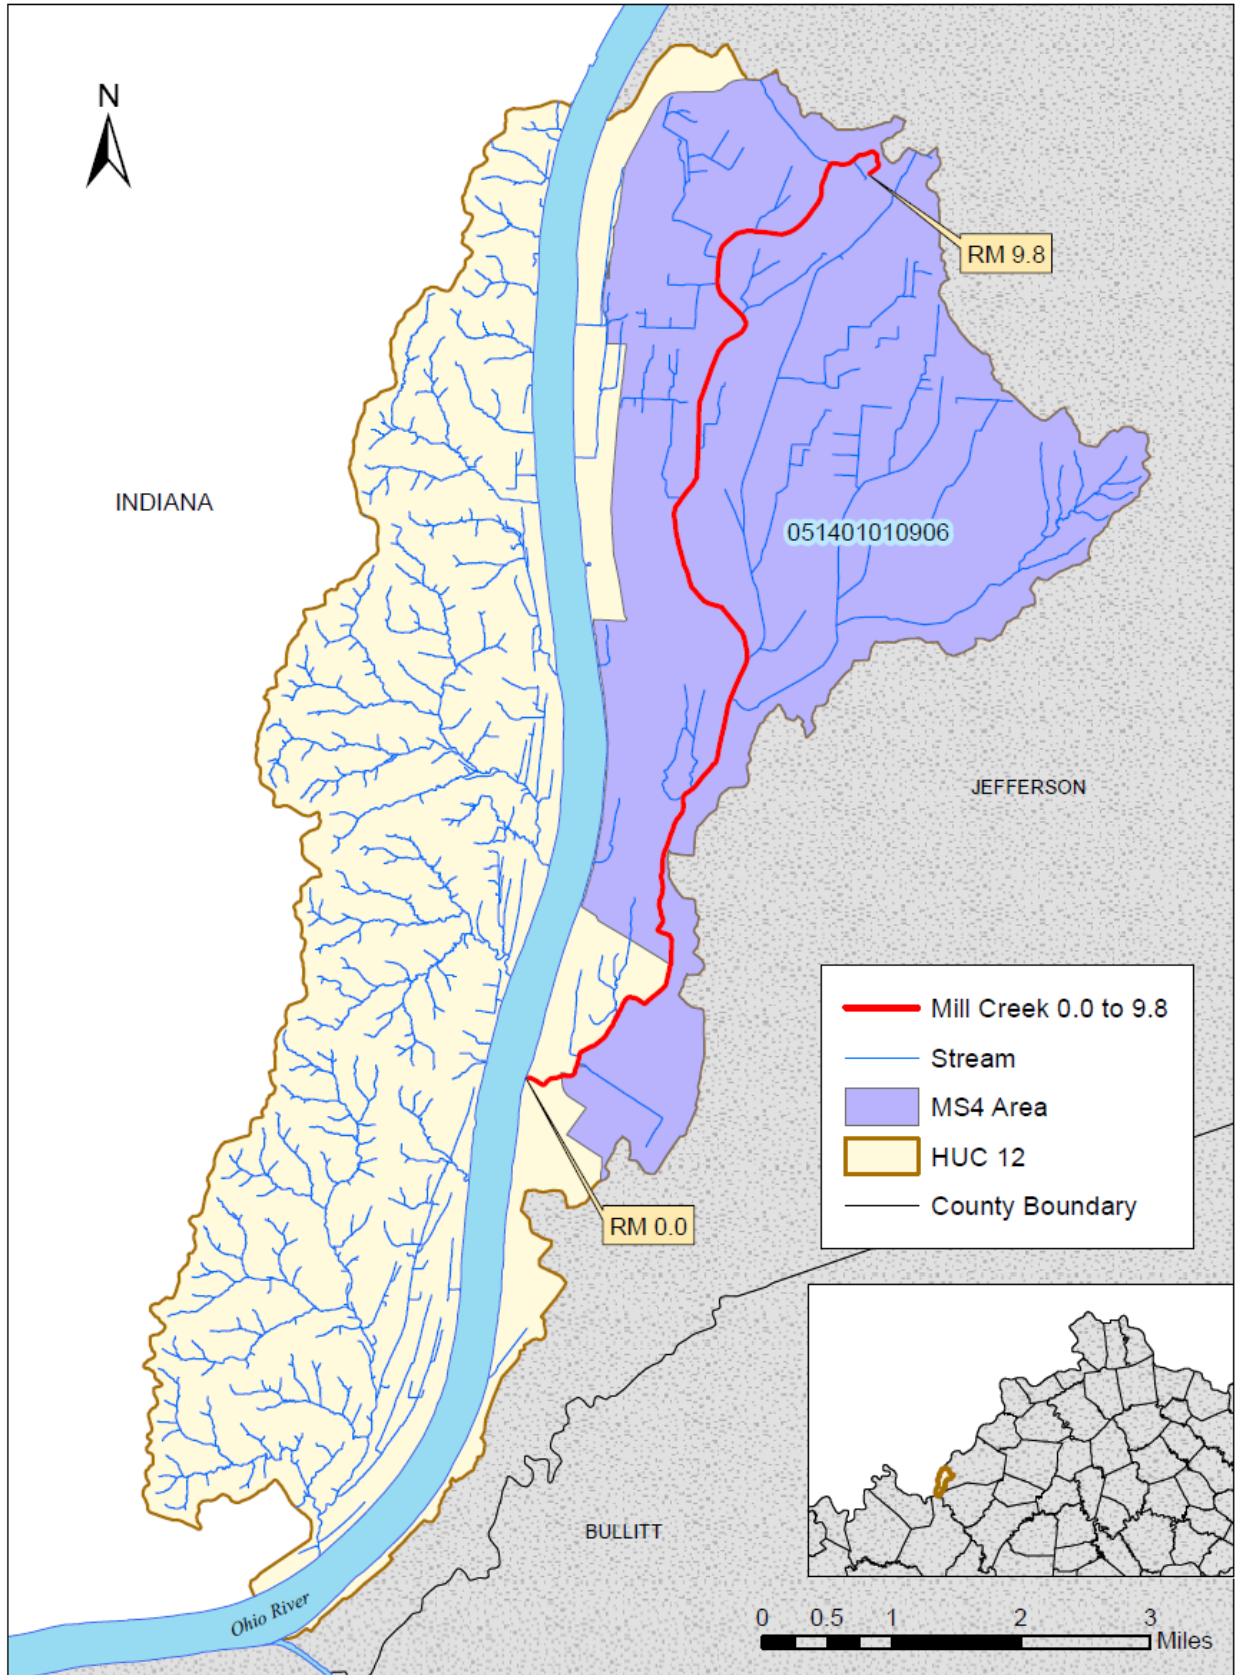 N
RM 9.8
INDIANA
051401010906
JEFFERSON
Mill Creek 0.0 to 9.8
Stream
MS4 Area
HUC 12
County Boundary
RM 0.0
BULLITT
Ohio River
0 0.5 1 2 3
Miles